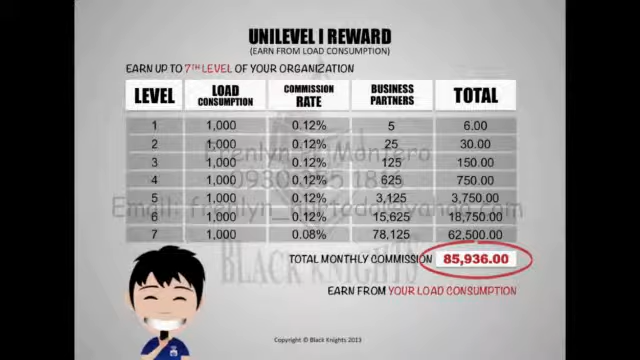 UNILEVEL I REWARD
(EARN FROM LOAD CONSUMPTION)
EARN UP TO 7TH LEVEL OF YOUR ORGANIZATION
LEVEL LOAD CONSUMPTION COMMISSION RATE BUSINESS PARTNERS TOTAL
1 1,000 0.12% 5 6.00
2 1,000 0.12% 25 30.00
3 1,000 0.12% 125 150.00
4 1,000 0.12% 625 750.00
5 1,000 0.12% 3,125 3,750.00
6 1,000 0.12% 15,625 18,750.00
7 1,000 0.08% 78,125 62,500.00
TOTAL MONTHLY COMMISSION 85,936.00
BLACK KNIGHTS
EARN FROM YOUR LOAD CONSUMPTION
Copyright © Black Knights 2013